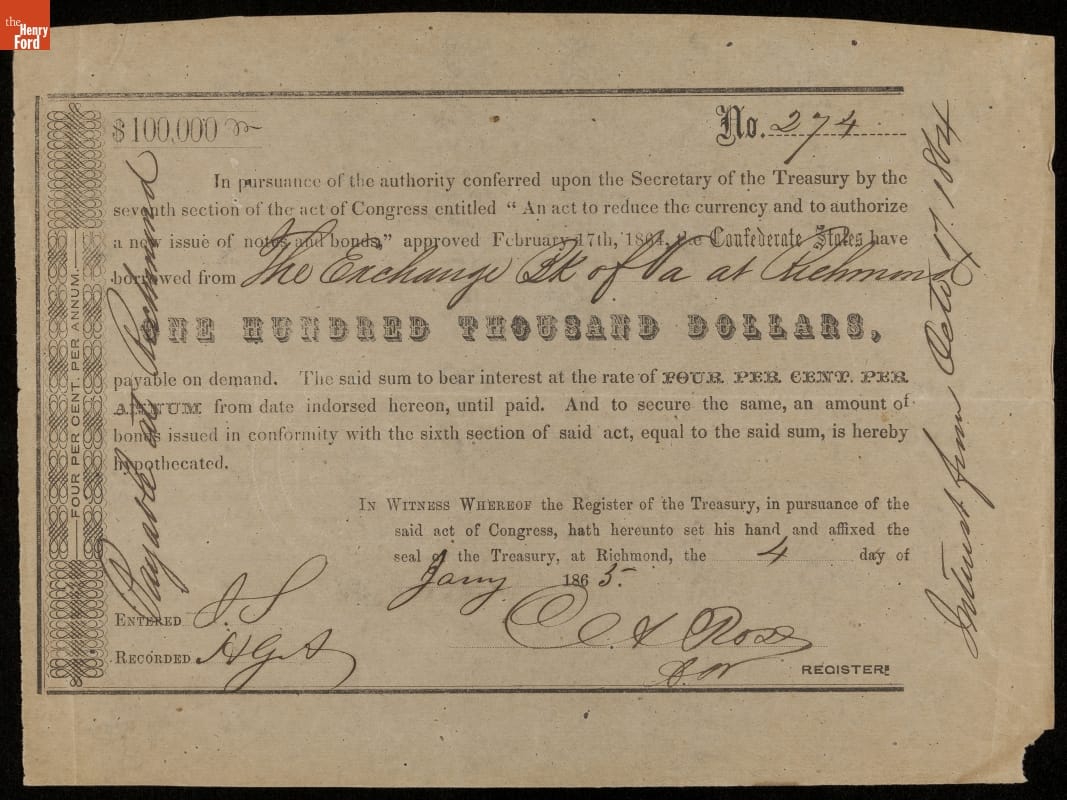 the
Henry
Ford
$100,000
No. 274
In pursuance of the authority conferred upon the Secretary of the Treasury by the
seventh section of the act of Congress entitled “An act to reduce the currency and to authorize
a new issue of notes and bonds,” approved February 17th, 1864, the Confederate States have
borrowed from The Exchange Bk of Va at Richmond
ONE HUNDRED THOUSAND DOLLARS,
payable on demand. The said sum to bear interest at the rate of FOUR PER CENT. PER
ANNUM from date indorsed hereon, until paid. And to secure the same, an amount of
bonds issued in conformity with the sixth section of said act, equal to the said sum, is hereby
hypothecated.
IN WITNESS WHEREOF the Register of the Treasury, in pursuance of the
said act of Congress, hath hereunto set his hand and affixed the
seal of the Treasury, at Richmond, the 4 day of
Jany 1865.
ENTERED J.S
RECORDED HGA
Rose
REGISTER.
FOUR PER CENT. PER ANNUM.
Payable at Richmond
Interest from Octo 17. 1864